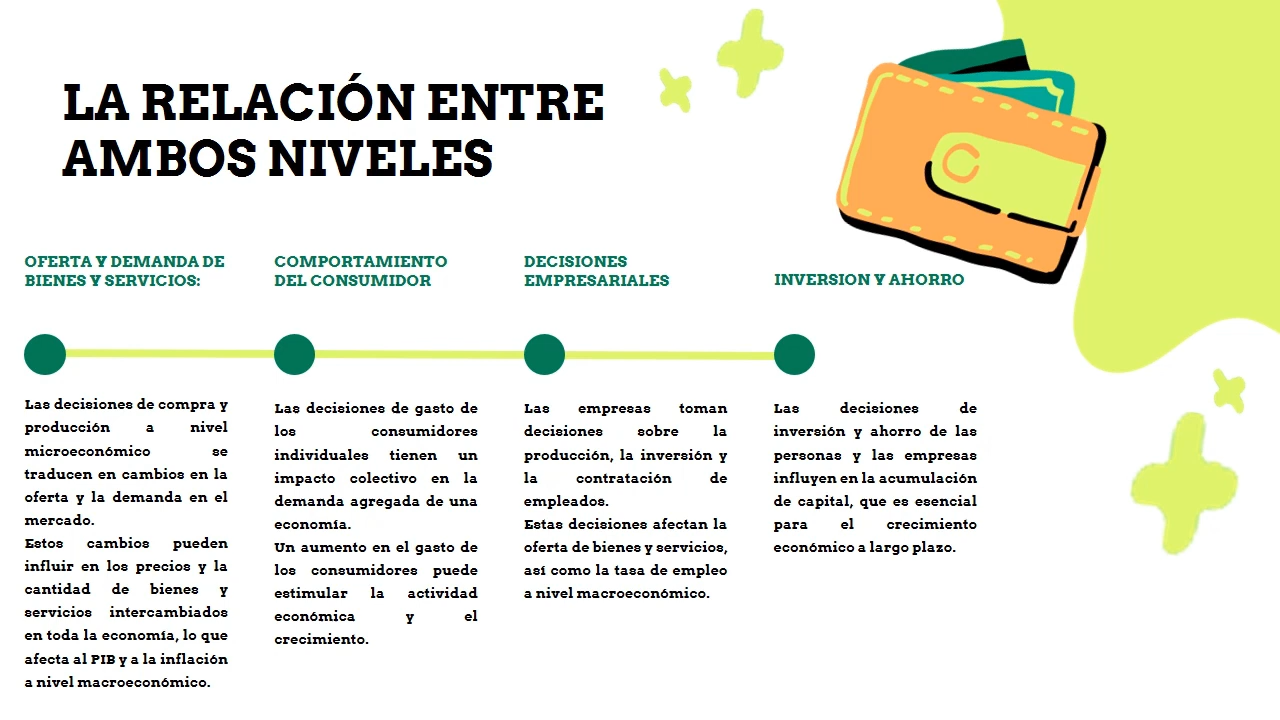 LA RELACIÓN ENTRE
AMBOS NIVELES
OFERTA Y DEMANDA DE
BIENES Y SERVICIOS:
Las decisiones de compra y
producción a nivel
microeconómico se
traducen en cambios en la
oferta y la demanda en el
mercado.
Estos cambios pueden
influir en los precios y la
cantidad de bienes y
servicios intercambiados
en toda la economía, lo que
afecta al PIB y a la inflación
a nivel macroeconómico.
COMPORTAMIENTO
DEL CONSUMIDOR
Las decisiones de gasto de
los consumidores
individuales tienen un
impacto colectivo en la
demanda agregada de una
economía.
Un aumento en el gasto de
los consumidores puede
estimular la actividad
económica y el
crecimiento.
DECISIONES
EMPRESARIALES
Las empresas toman
decisiones sobre la
producción, la inversión y
la contratación de
empleados.
Estas decisiones afectan la
oferta de bienes y servicios,
así como la tasa de empleo
a nivel macroeconómico.
INVERSION Y AHORRO
Las decisiones de
inversión y ahorro de las
personas y las empresas
influyen en la acumulación
de capital, que es esencial
para el crecimiento
económico a largo plazo.